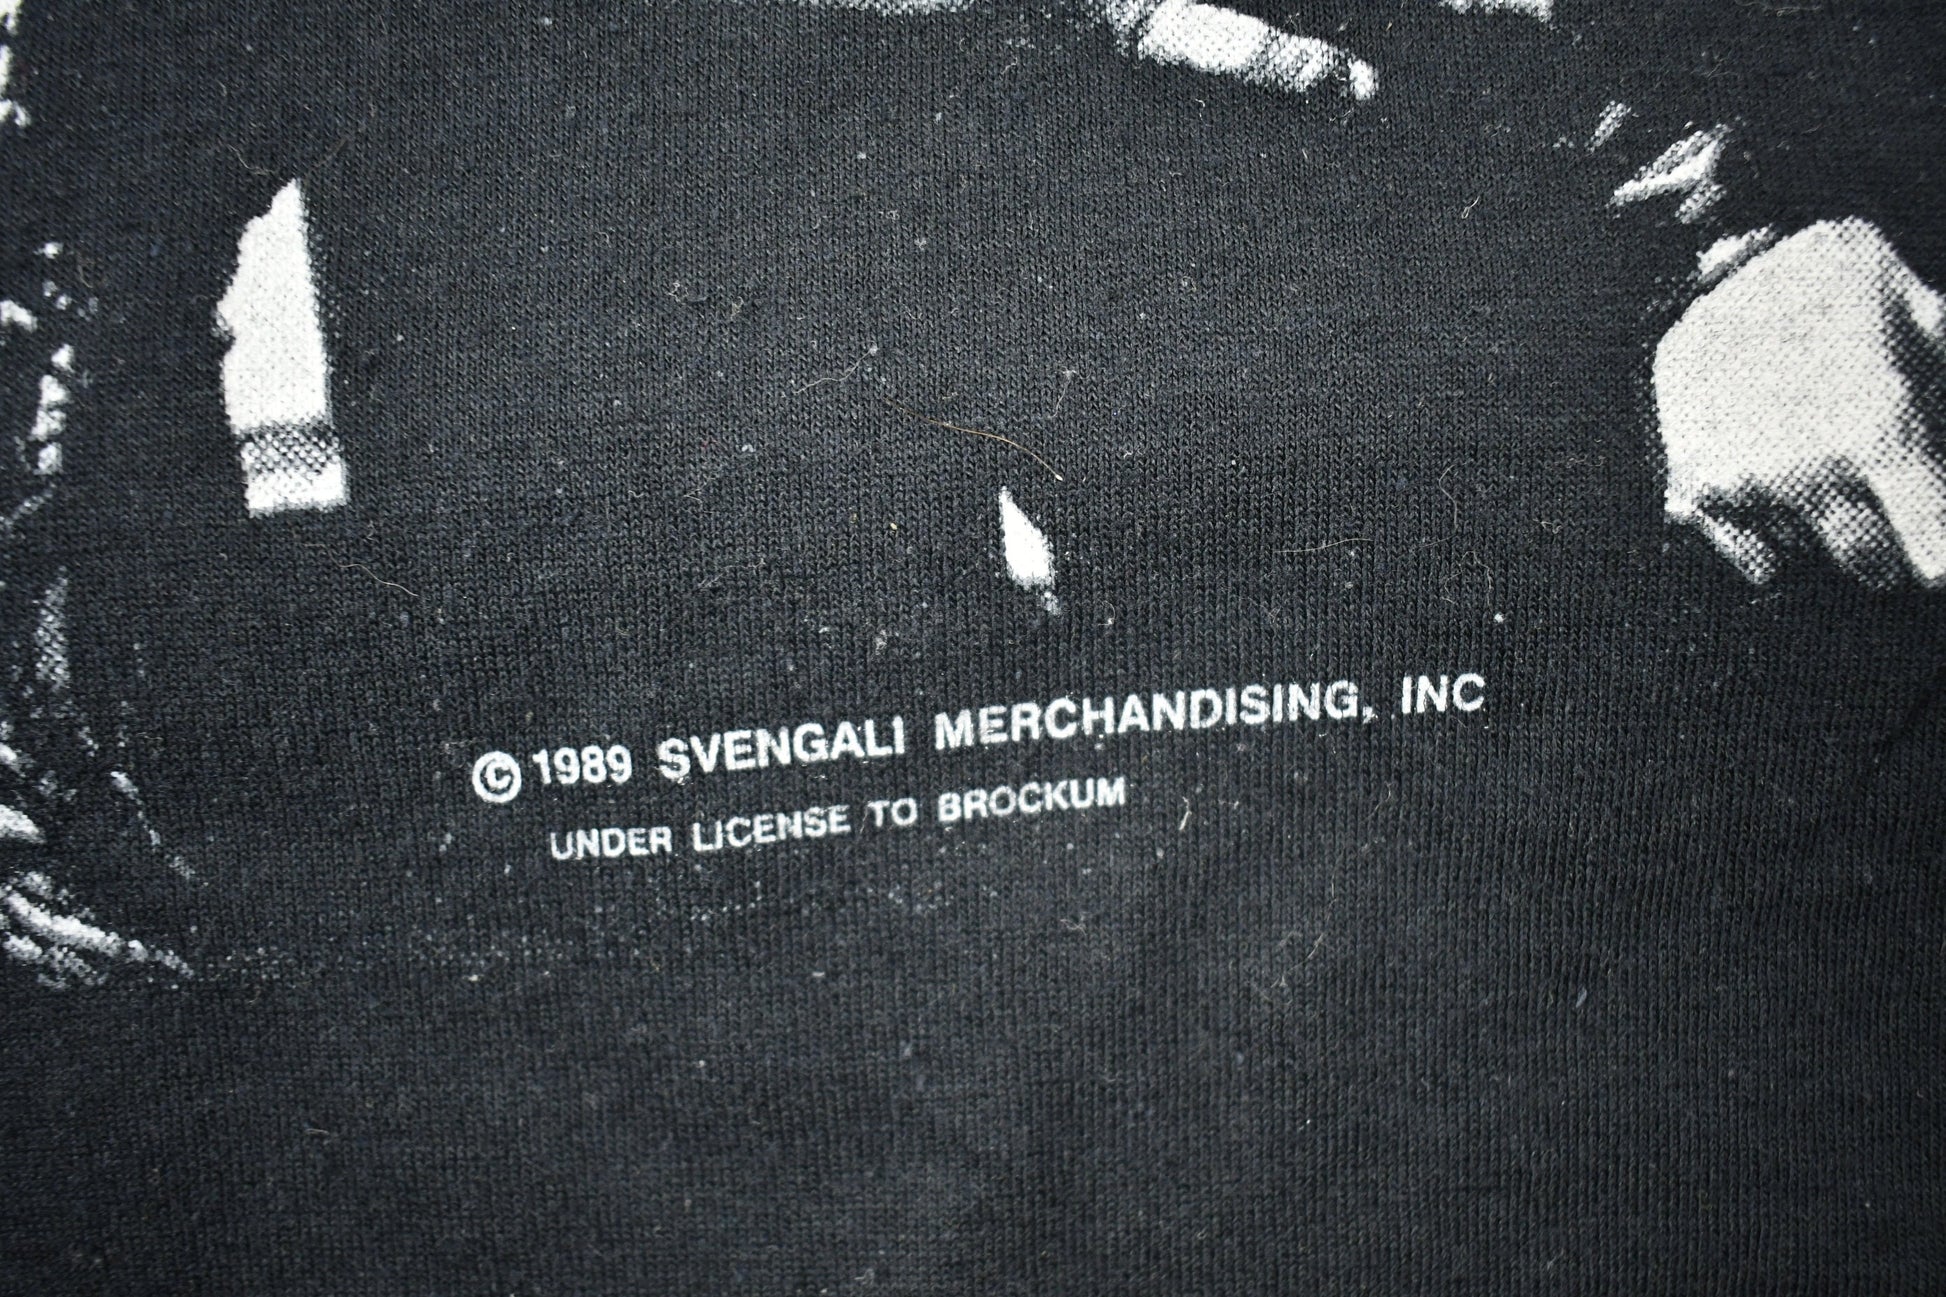 © 1989 SVENGALI MERCHANDISING, INC
UNDER LICENSE TO BROCKUM